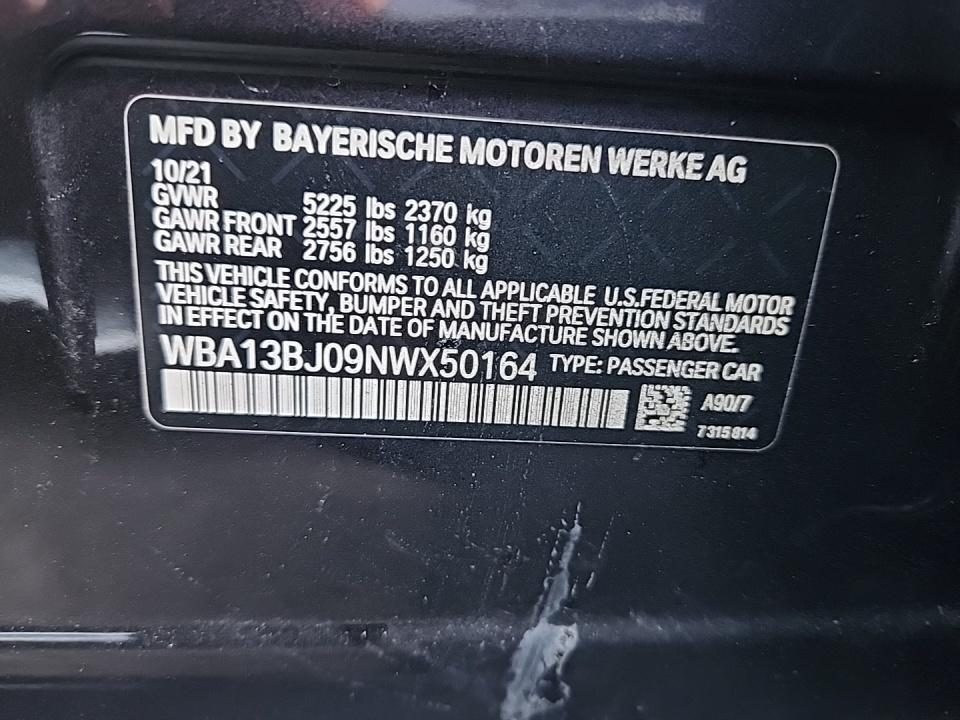 MFD BY BAYERISCHE MOTOREN WERKE AG
10/21
GVWR 5225 lbs 2370 kg
GAWR FRONT 2557 lbs 1160 kg
GAWR REAR 2756 lbs 1250 kg
THIS VEHICLE CONFORMS TO ALL APPLICABLE U.S.FEDERAL MOTOR
VEHICLE SAFETY, BUMPER AND THEFT PREVENTION STANDARDS
IN EFFECT ON THE DATE OF MANUFACTURE SHOWN ABOVE.
WBA13BJ09NWX50164 TYPE: PASSENGER CAR
A90/7
7315814